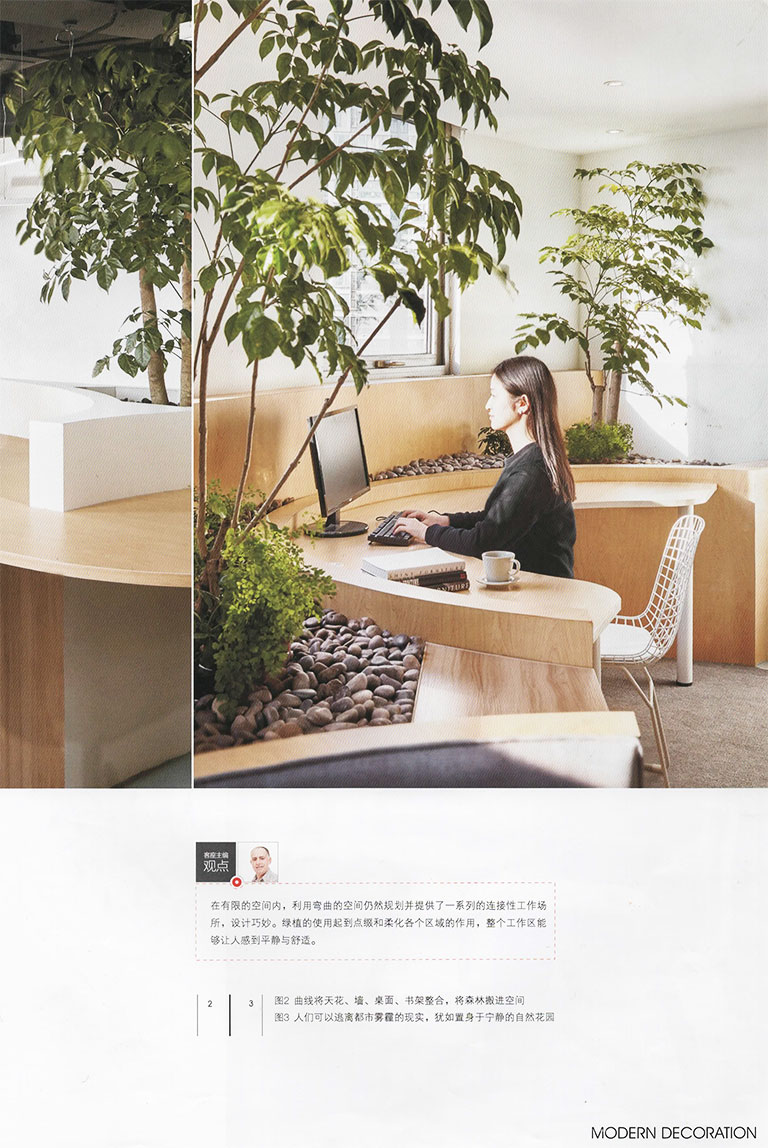 客座主编
观点
在有限的空间内，利用弯曲的空间仍然规划并提供了一系列的连接性工作场
所，设计巧妙。绿植的使用起到点缀和柔化各个区域的作用，整个工作区能
够让人感到平静与舒适。
2 3
图2 曲线将天花、墙、桌面、书架整合，将森林搬进空间
图3 人们可以逃离都市雾霾的现实，犹如置身于宁静的自然花园
MODERN DECORATION